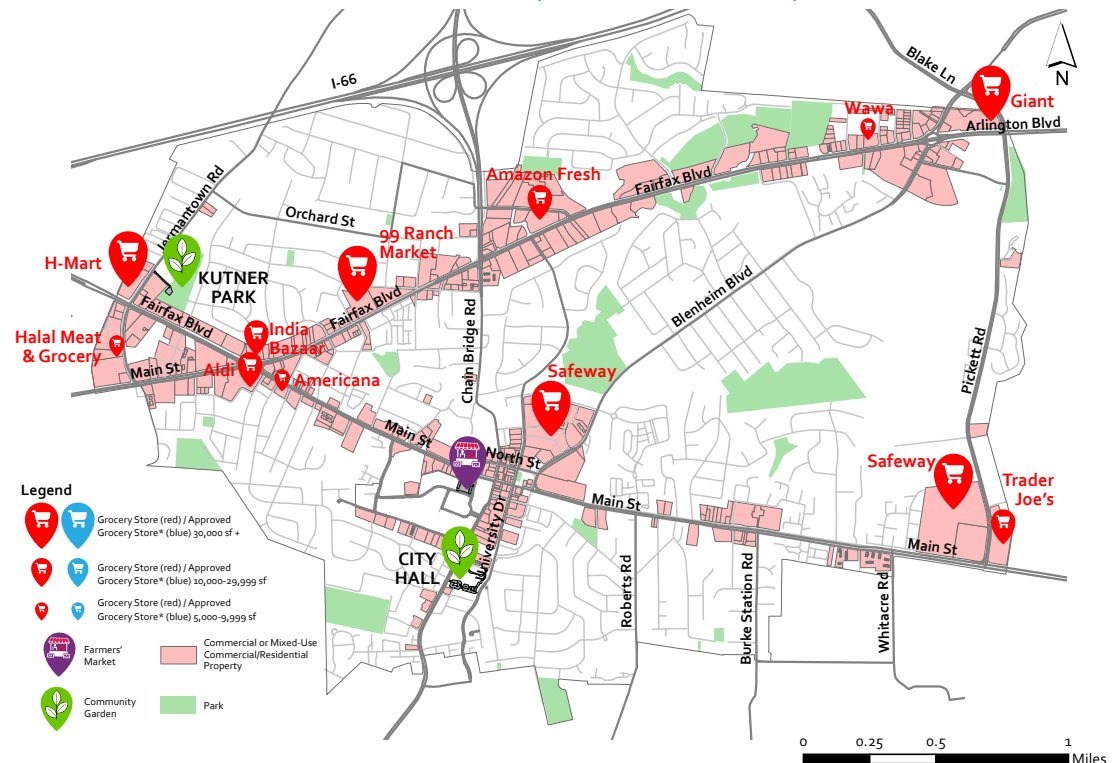 Blake Ln
I-66
N
Giant
Wawa
Arlington Blvd
Amazon Fresh
Fairfax Blvd
Jermantown Rd
Orchard St
99 Ranch
Market
H-Mart
KUTNER
PARK
Blenheim Blvd
Fairfax Blvd
Fairfax Blvd
Chain Bridge Rd
Halal Meat
& Grocery
India
Bazaar
Pickett Rd
Main St
Aldi
Americana
Safeway
Main St
North St
Safeway
Trader
Joe's
Main St
University Dr
Main St
CITY
HALL
Roberts Rd
Burke Station Rd
Whitacre Rd
Legend
Grocery Store (red) / Approved
Grocery Store* (blue) 30,000 sf +
Grocery Store (red) / Approved
Grocery Store* (blue) 10,000-29,999 sf
Grocery Store (red) / Approved
Grocery Store* (blue) 5,000-9,999 sf
Farmers'
Market
Commercial or Mixed-Use
Commercial/Residential
Property
Community
Garden
Park
0 0.25 0.5 1
Miles